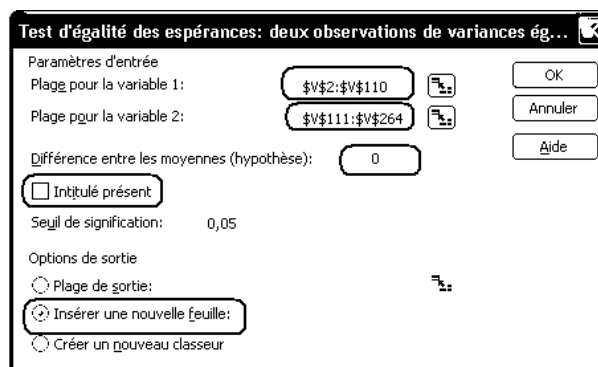 Test d'égalité des espérances: deux observations de variances ég...
Paramètres d'entrée
Plage pour la variable 1: $V$2:$V$110
OK
Plage pour la variable 2: $V$111:$V$264
Annuler
Différence entre les moyennes (hypothèse): 0
Aide
Intitulé présent
Seuil de signification: 0,05
Options de sortie
Plage de sortie:
Insérer une nouvelle feuille:
Créer un nouveau classeur